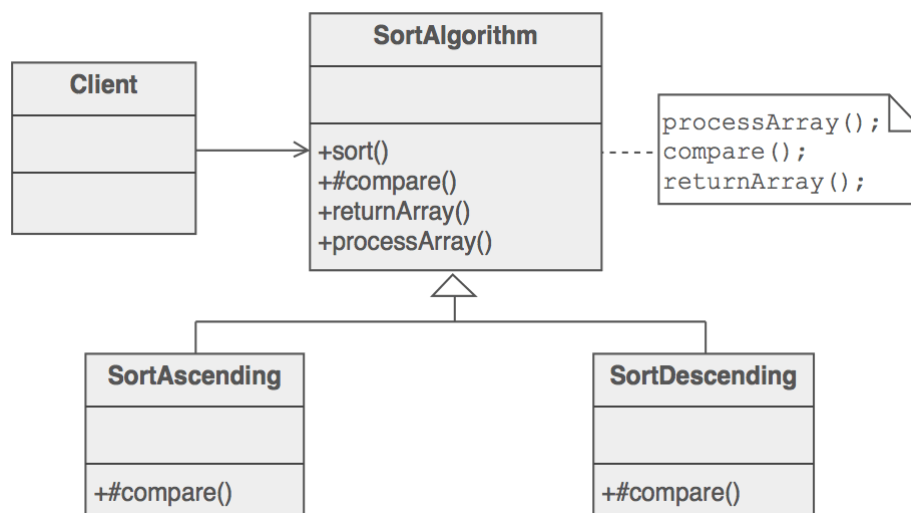 Client
SortAlgorithm
+sort()
+#compare()
+returnArray()
+processArray()
processArray();
compare();
returnArray();
SortAscending
+#compare()
SortDescending
+#compare()